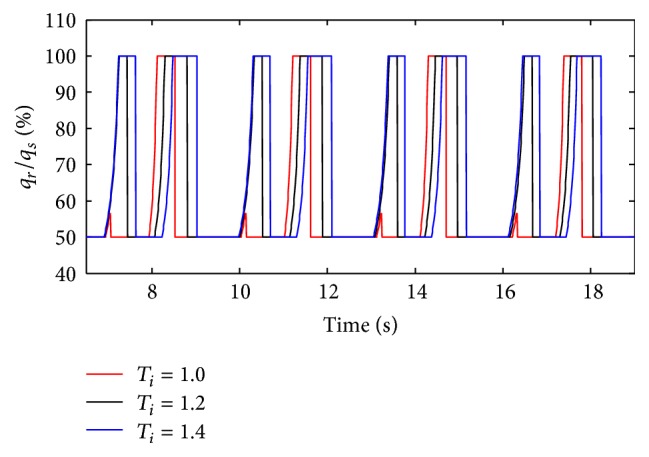 110
100
90
80
70
60
50
40
q_r/q_s (%)
8 10 12 14 16 18
Time (s)
T_i = 1.0
T_i = 1.2
T_i = 1.4